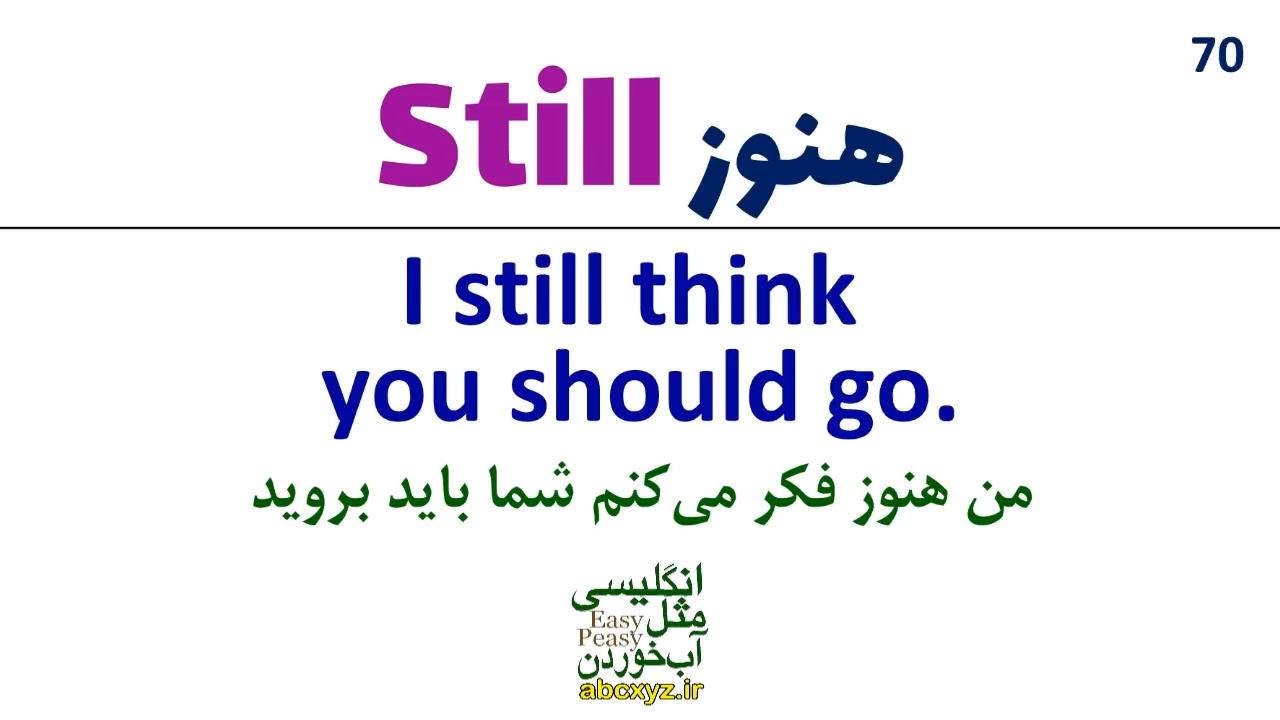 70
Still هنوز
I still think
you should go.
من هنوز فکر می‌کنم شما باید بروید
انگلیسی
مثل Easy
Peasy
آب‌خوردن
abcxyz.ir